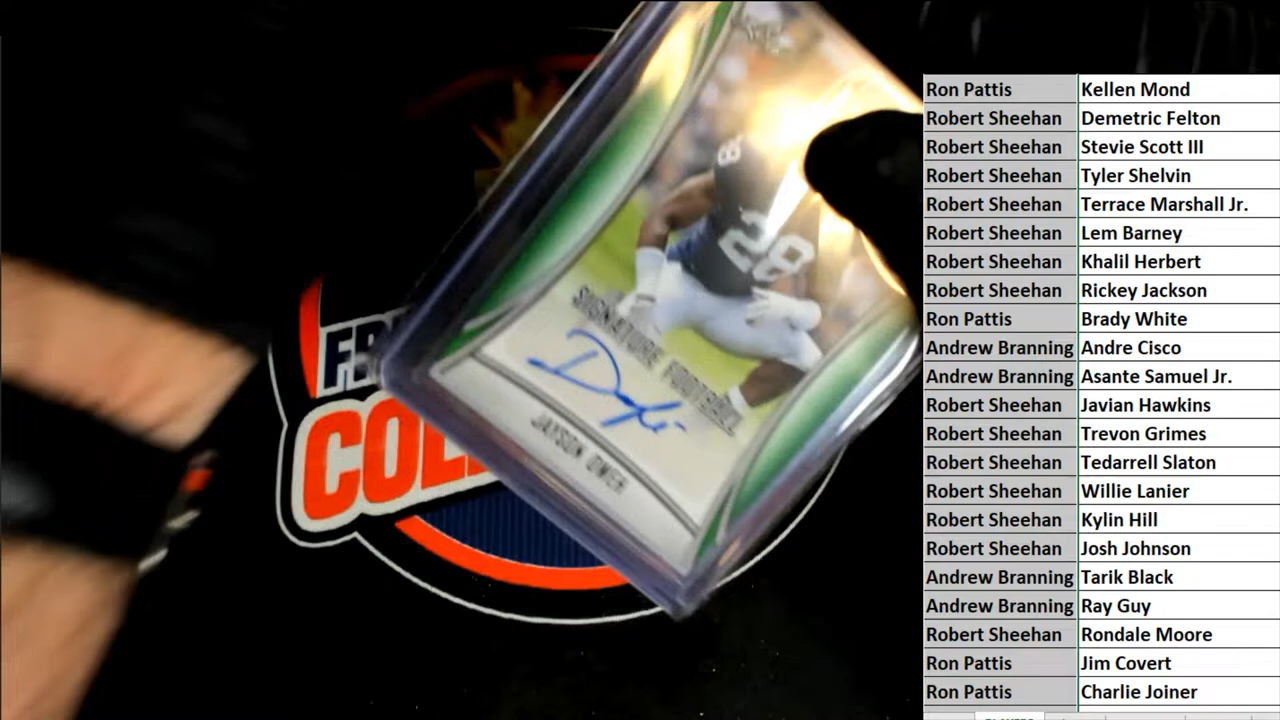 28
SIGNATURE FOOTBALL
JAYSON OWEH
FR
COLL
Ron Pattis Kellen Mond
Robert Sheehan Demetric Felton
Robert Sheehan Stevie Scott III
Robert Sheehan Tyler Shelvin
Robert Sheehan Terrace Marshall Jr.
Robert Sheehan Lem Barney
Robert Sheehan Khalil Herbert
Robert Sheehan Rickey Jackson
Ron Pattis Brady White
Andrew Branning Andre Cisco
Andrew Branning Asante Samuel Jr.
Robert Sheehan Javian Hawkins
Robert Sheehan Trevon Grimes
Robert Sheehan Tedarrell Slaton
Robert Sheehan Willie Lanier
Robert Sheehan Kylin Hill
Robert Sheehan Josh Johnson
Andrew Branning Tarik Black
Andrew Branning Ray Guy
Robert Sheehan Rondale Moore
Ron Pattis Jim Covert
Ron Pattis Charlie Joiner